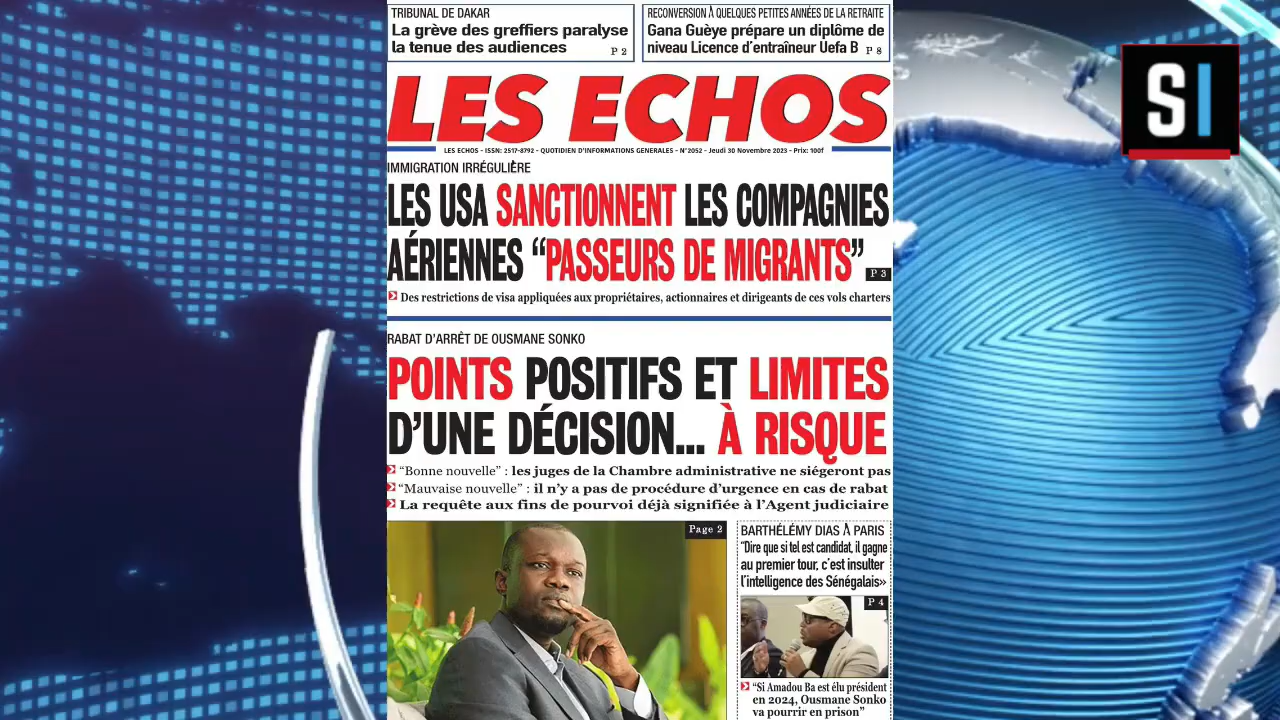 TRIBUNAL DE DAKAR
La grève des greffiers paralyse
la tenue des audiences P 2
RECONVERSION À QUELQUES PETITES ANNÉES DE LA RETRAITE
Gana Guèye prépare un diplôme de
niveau Licence d'entraîneur Uefa B P 8
SI
LES ECHOS
LES ECHOS - ISSN: 2517-8792 - QUOTIDIEN D'INFORMATIONS GENERALES - N°2052 - Jeudi 30 Novembre 2023 - Prix: 100f
IMMIGRATION IRRÉGULIÈRE
LES USA SANCTIONNENT LES COMPAGNIES
AÉRIENNES “PASSEURS DE MIGRANTS” P 3
Des restrictions de visa appliquées aux propriétaires, actionnaires et dirigeants de ces vols charters
RABAT D'ARRÊT DE OUSMANE SONKO
POINTS POSITIFS ET LIMITES
D'UNE DÉCISION... À RISQUE
“Bonne nouvelle” : les juges de la Chambre administrative ne siégeront pas
“Mauvaise nouvelle” : il n'y a pas de procédure d'urgence en cas de rabat
La requête aux fins de pourvoi déjà signifiée à l'Agent judiciaire
Page 2
BARTHÉLÉMY DIAS À PARIS
“Dire que si tel est candidat, il gagne
au premier tour, c'est insulter
l'intelligence des Sénégalais»
P 4
“Si Amadou Ba est élu président
en 2024, Ousmane Sonko
va pourrir en prison”